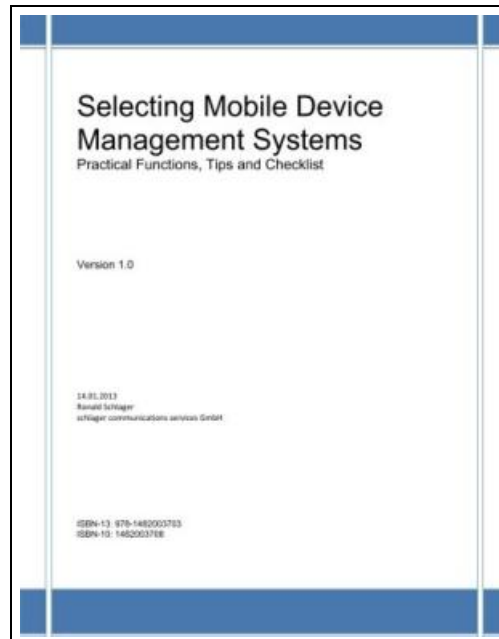 Selecting Mobile Device
Management Systems
Practical Functions, Tips and Checklist
Version 1.0
14.01.2013
Ronald Schlager
schlager communications services GmbH
ISBN-13: 978-1482003703
ISBN-10: 1482003708